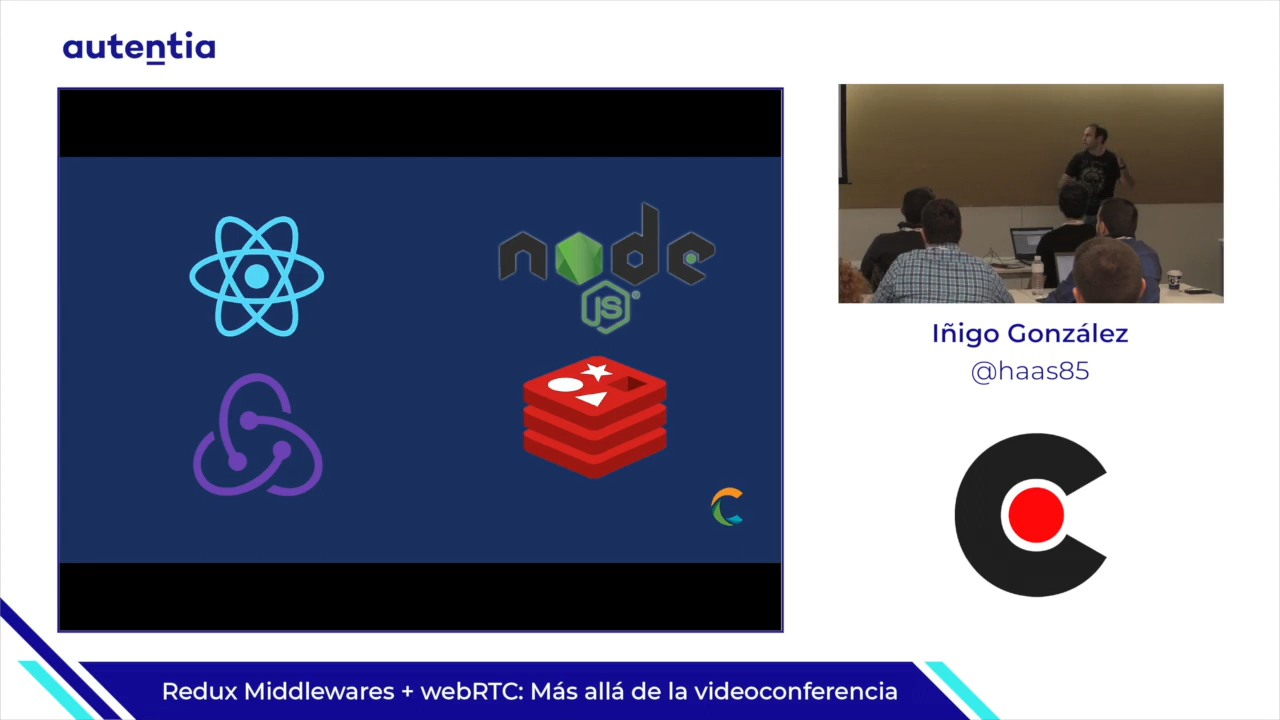 autentia
node
JS
Iñigo González
@haas85
Redux Middlewares + webRTC: Más allá de la videoconferencia